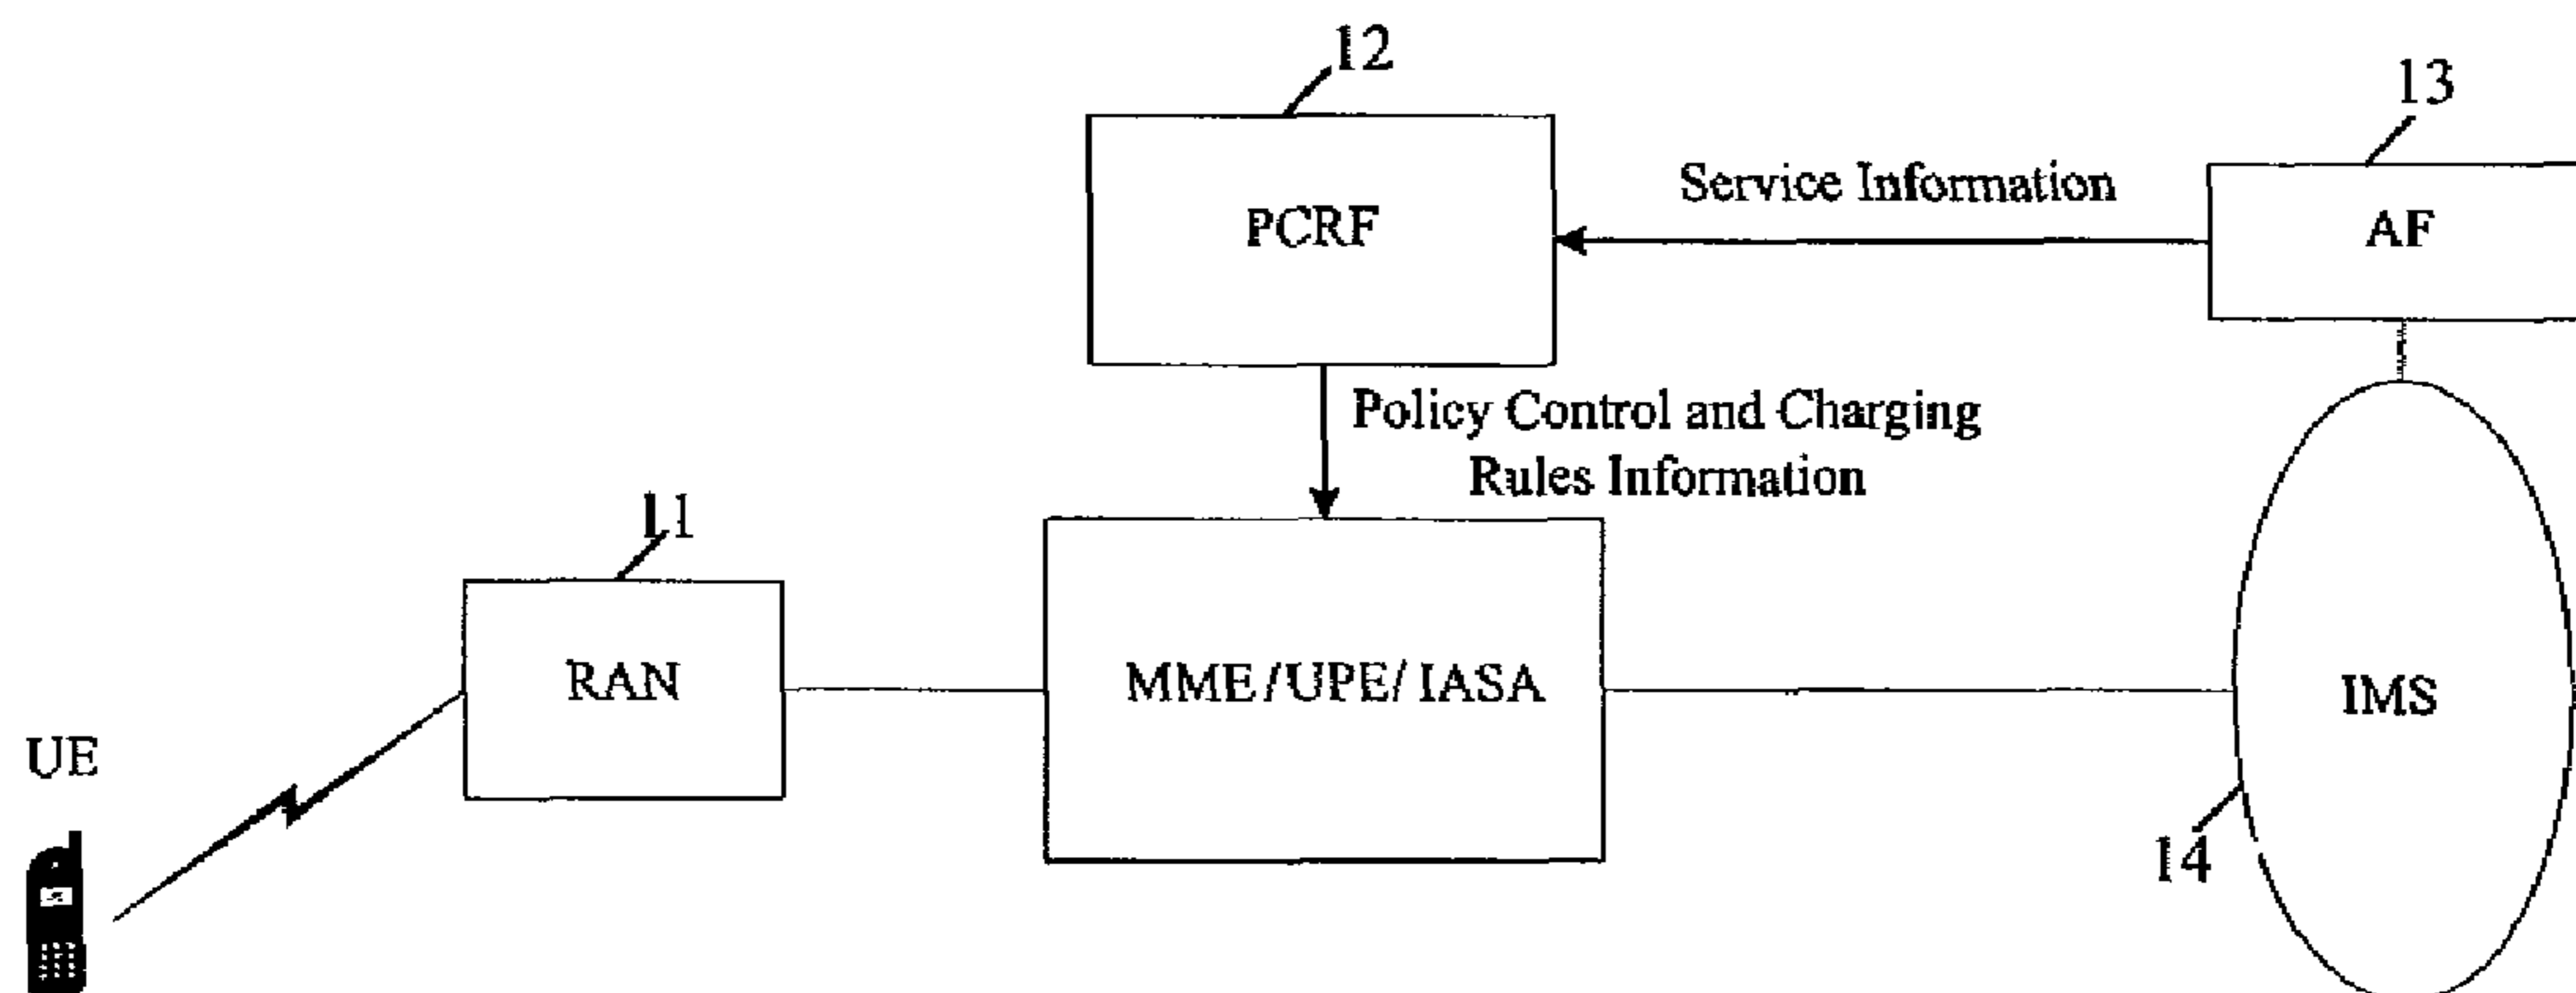 12
13
Service Information
PCRF
AF
Policy Control and Charging
Rules Information
11
RAN
MME/UPE/IASA
IMS
UE
14